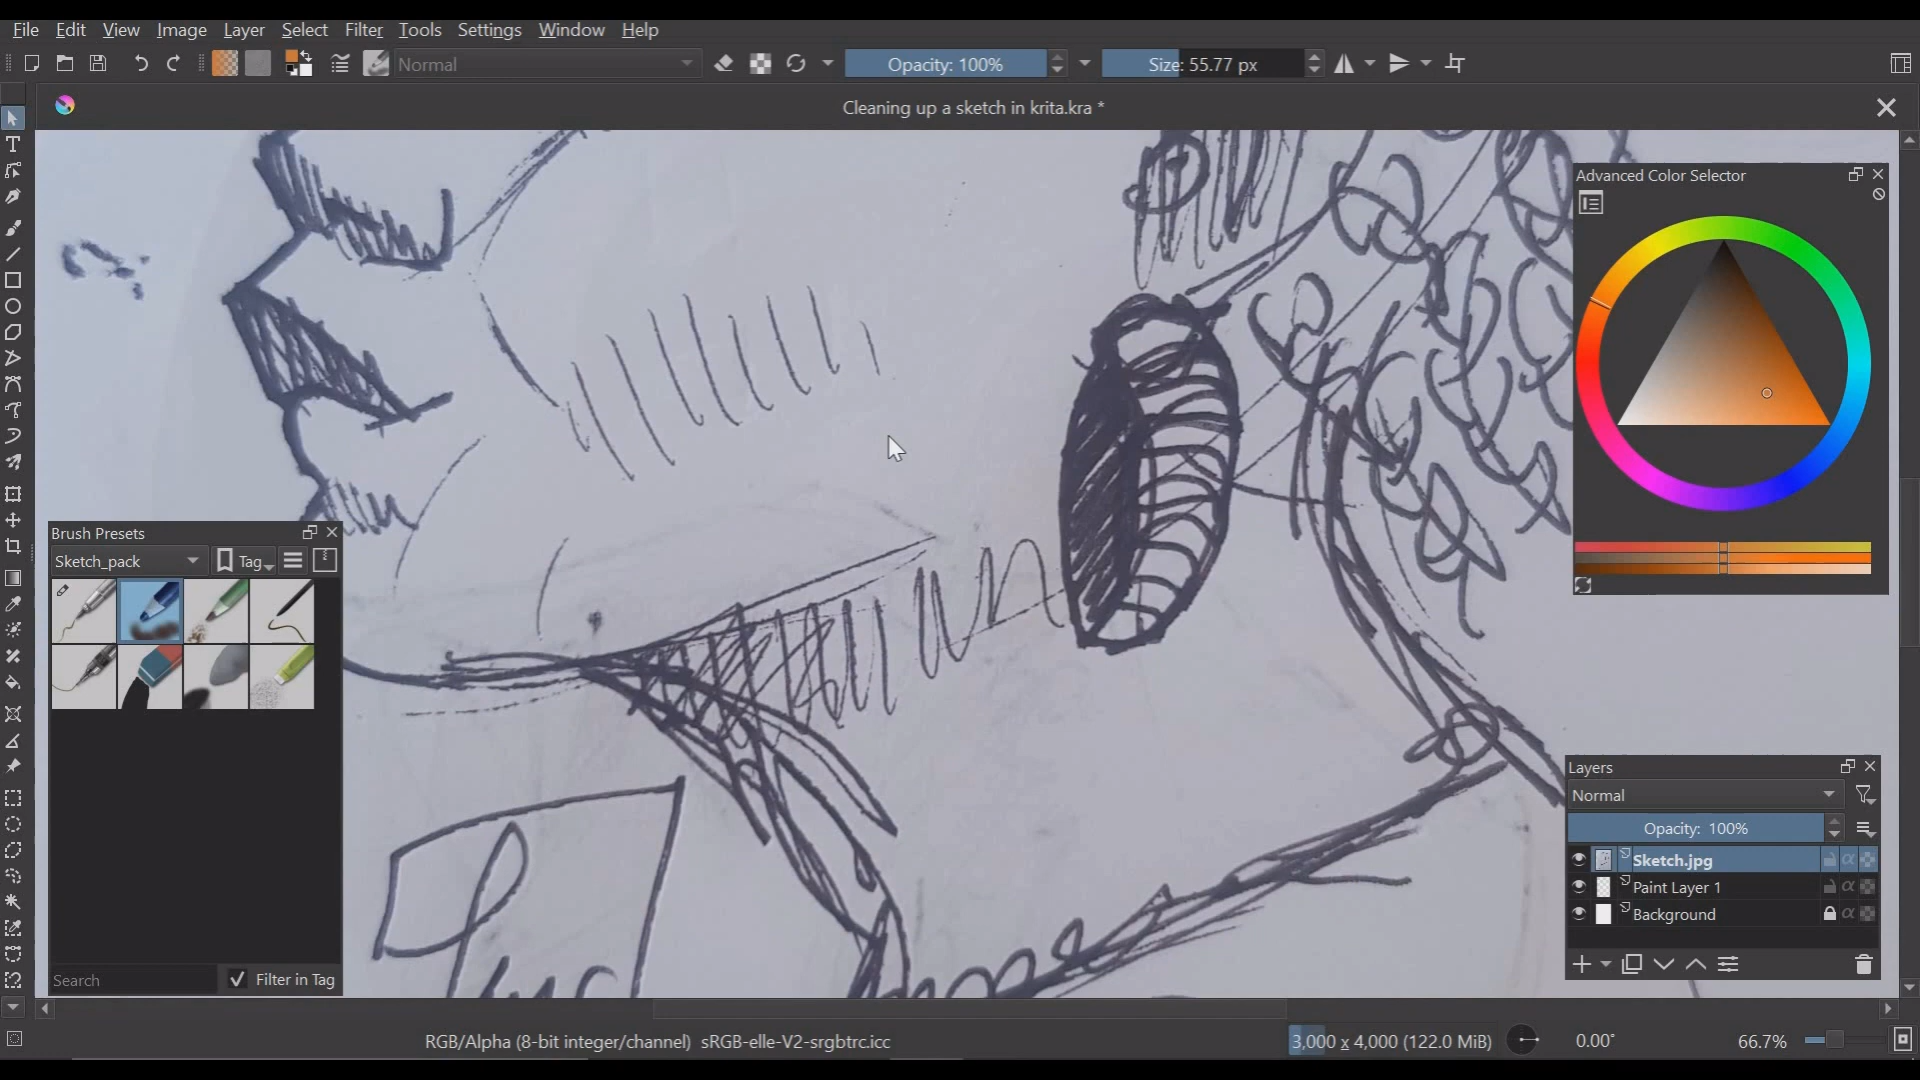 File Edit View Image Layer Select Filter Tools Settings Window Help
Normal
Opacity: 100%
Size: 55.77 px
Cleaning up a sketch in krita.kra *
Advanced Color Selector
Brush Presets
Sketch_pack
Tag
Search
Filter in Tag
Layers
Normal
Opacity: 100%
Sketch.jpg
Paint Layer 1
Background
RGB/Alpha (8-bit integer/channel) sRGB-elle-V2-srgbtrc.icc
3,000 x 4,000 (122.0 MiB)
0.00°
66.7%